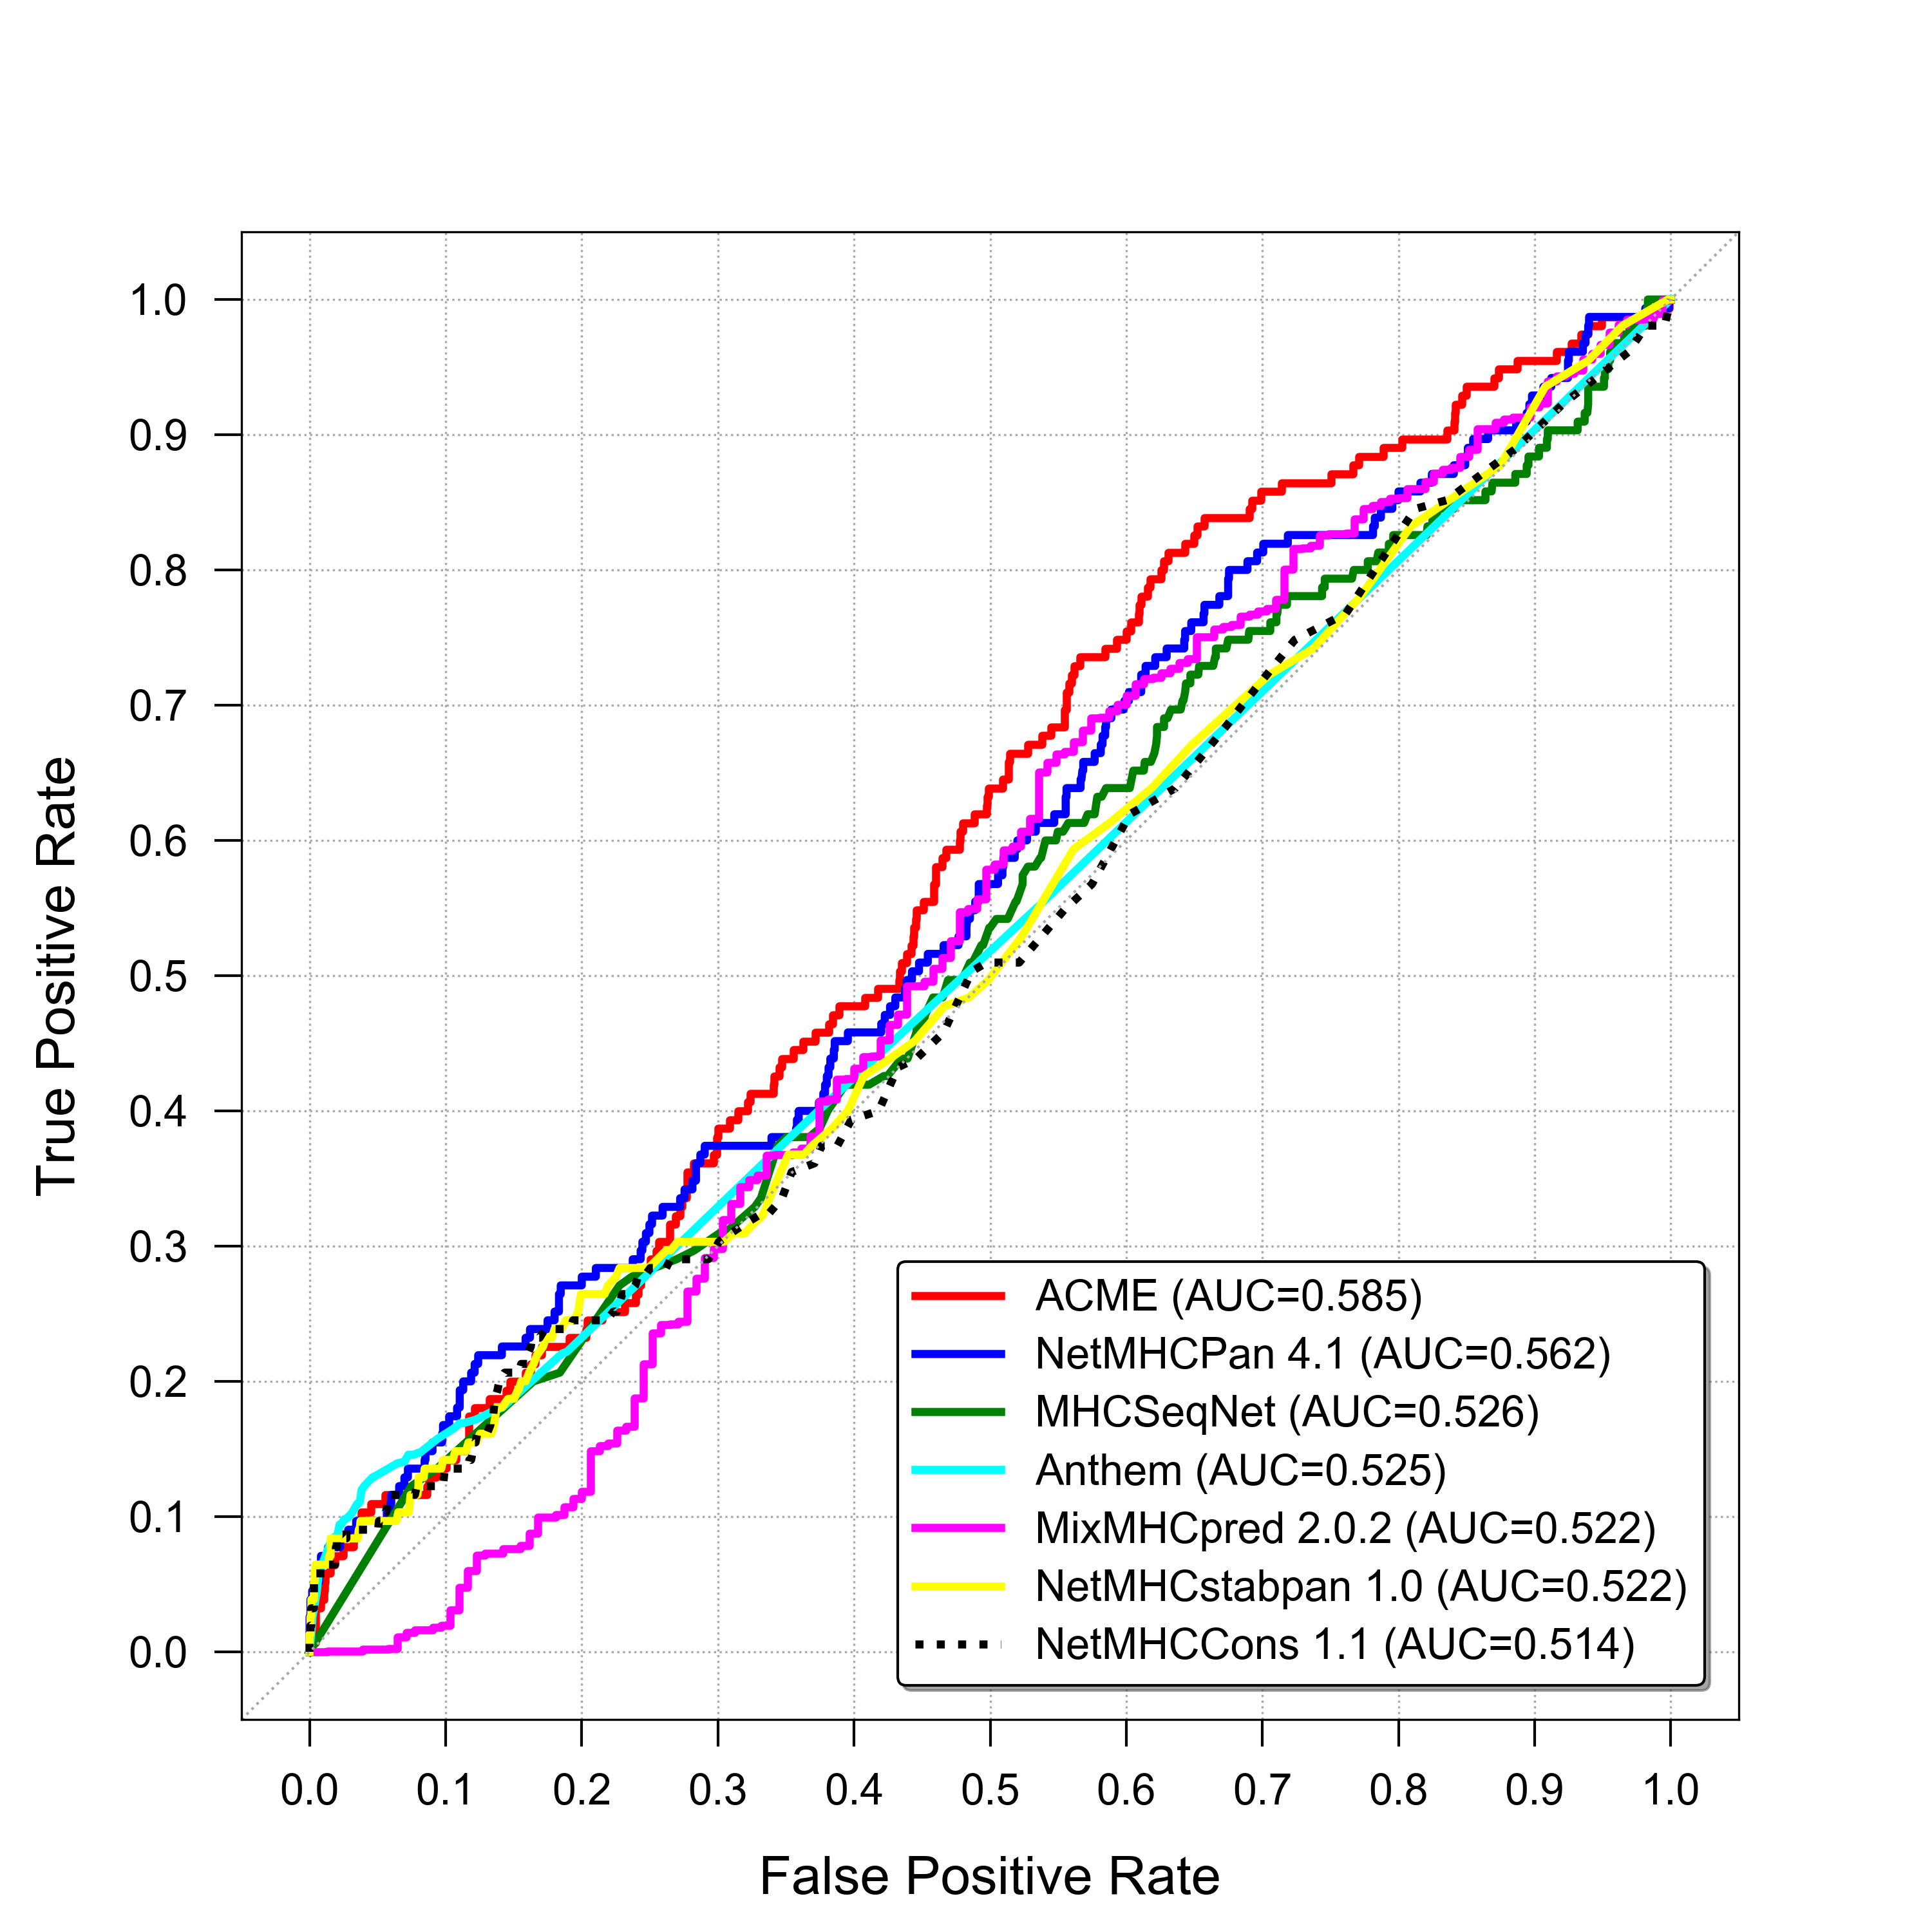 1.0
0.9
0.8
0.7
0.6
0.5
0.4
0.3
0.2
0.1
0.0
True Positive Rate
ACME (AUC=0.585)
NetMHCPan 4.1 (AUC=0.562)
MHCSeqNet (AUC=0.526)
Anthem (AUC=0.525)
MixMHCpred 2.0.2 (AUC=0.522)
NetMHCstabpan 1.0 (AUC=0.522)
NetMHCCons 1.1 (AUC=0.514)
0.0 0.1 0.2 0.3 0.4 0.5 0.6 0.7 0.8 0.9 1.0
False Positive Rate